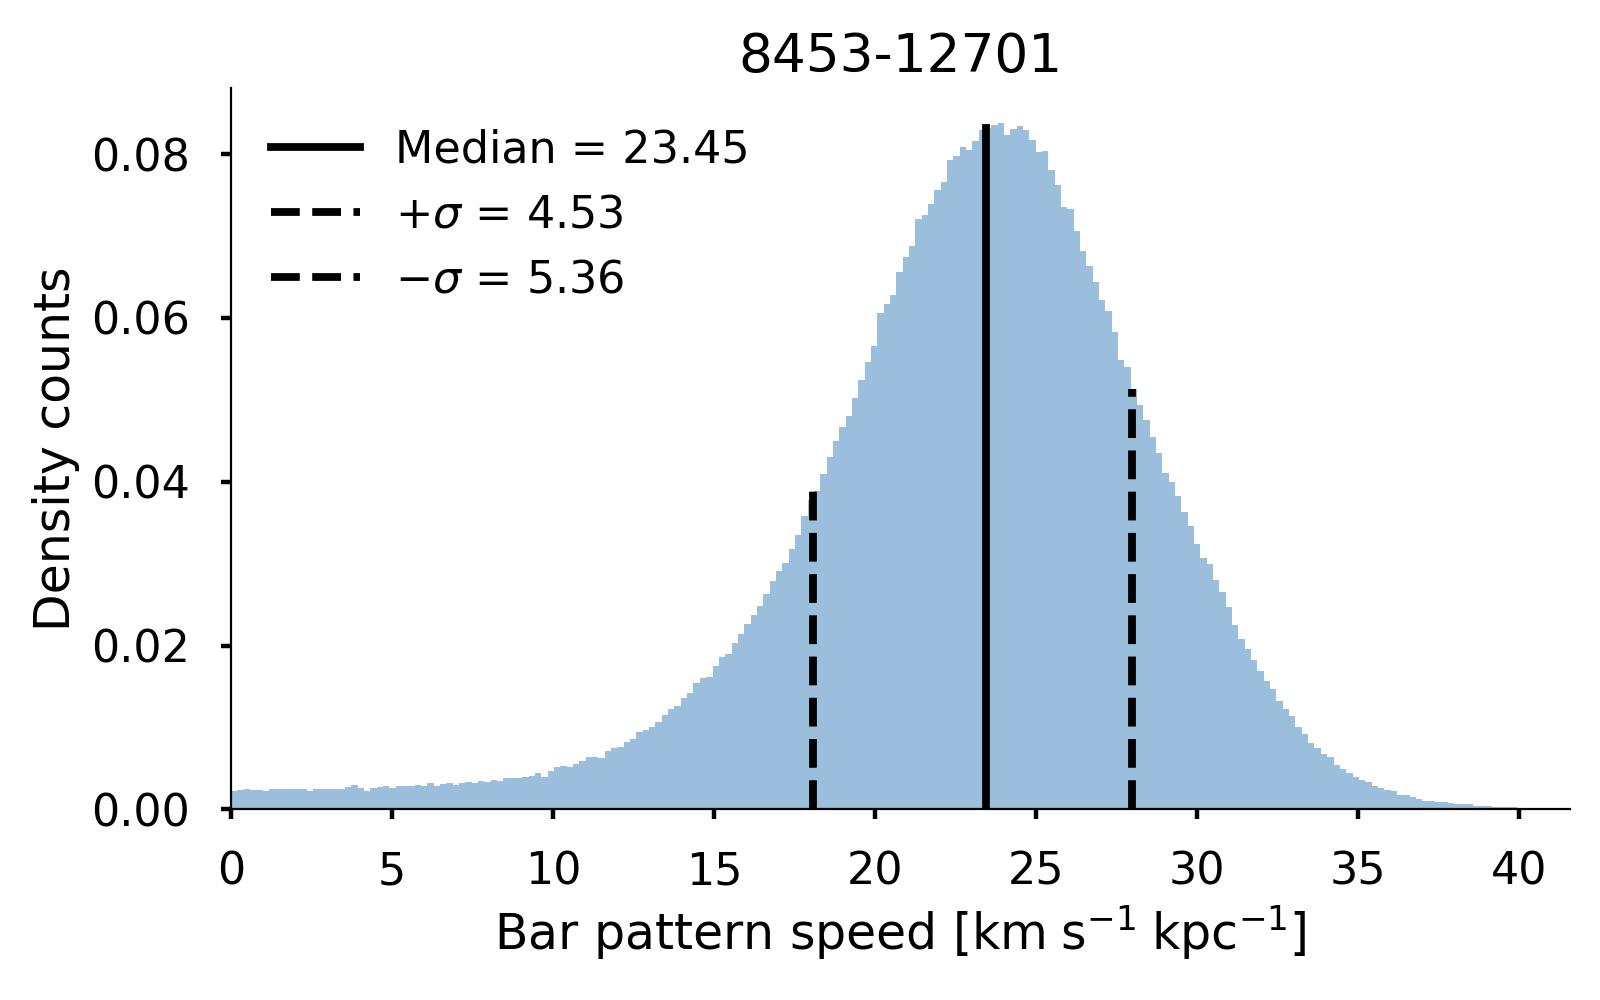 8453-12701
Median = 23.45
+σ = 4.53
−σ = 5.36
Density counts
0.08
0.06
0.04
0.02
0.00
0 5 10 15 20 25 30 35 40
Bar pattern speed [km s⁻¹ kpc⁻¹]